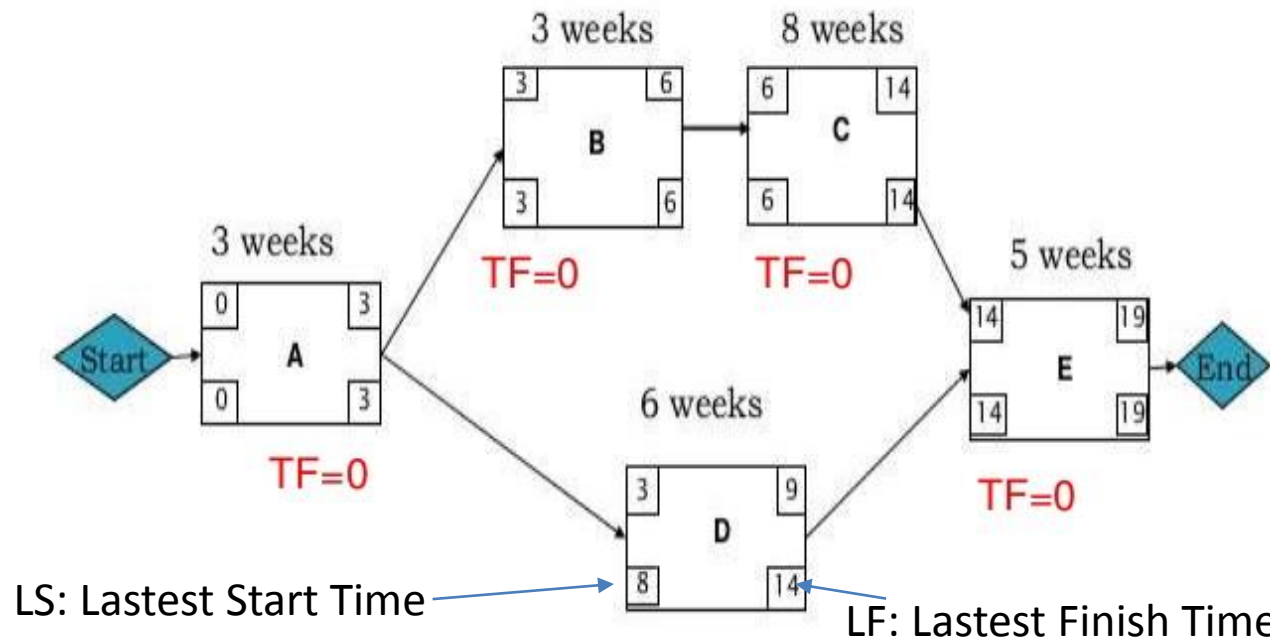 3 weeks 8 weeks
3 6 6 14
B C
3 6 6 14
3 weeks
TF=0 TF=0 5 weeks
0 3 14 19
Start A E End
0 3 6 weeks 14 19
TF=0 3 9 TF=0
D
LS: Lastest Start Time 8 14 LF: Lastest Finish Time